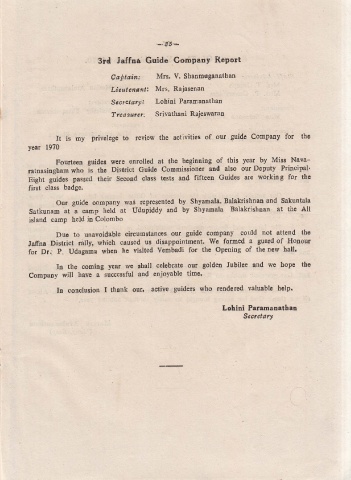 —23—
3rd Jaffna Guide Company Report
Captain: Mrs. V. Shanmuganathan
Lieutenant: Mrs. Rajasenan
Secretary: Lohini Paramanathan
Treasurer: Srivathani Rajeswaran
It is my privelege to review the activities of our guide Company for the
year 1970
Fourteen guides were enrolled at the beginning of this year by Miss Nava-
ratnasingham who is the District Guide Commissioner and also our Deputy Principal-
Eight guides passed their Second class tests and fifteen Guides are working for the
first class badge.
Our guide company was represented by Shyamala, Balakrishnan and Sakuntala
Satkunam at a camp held at Udupiddy and by Shyamala Balakrishnan at the All
island camp held in Colombo
Due to unavoidable circumstances our guide company could not attend the
Jaffna District rally, which caused us disappointment. We formed a guard of Honour
for Dr. P. Udagama when he visited Vembadi for the Opening of the new hall.
In the coming year we shall celebrate our golden Jubilee and we hope the
Company will have a successful and enjoyable time.
In conclusion I thank our, active guiders who rendered valuable help.
Lohini Paramanathan
Secretary